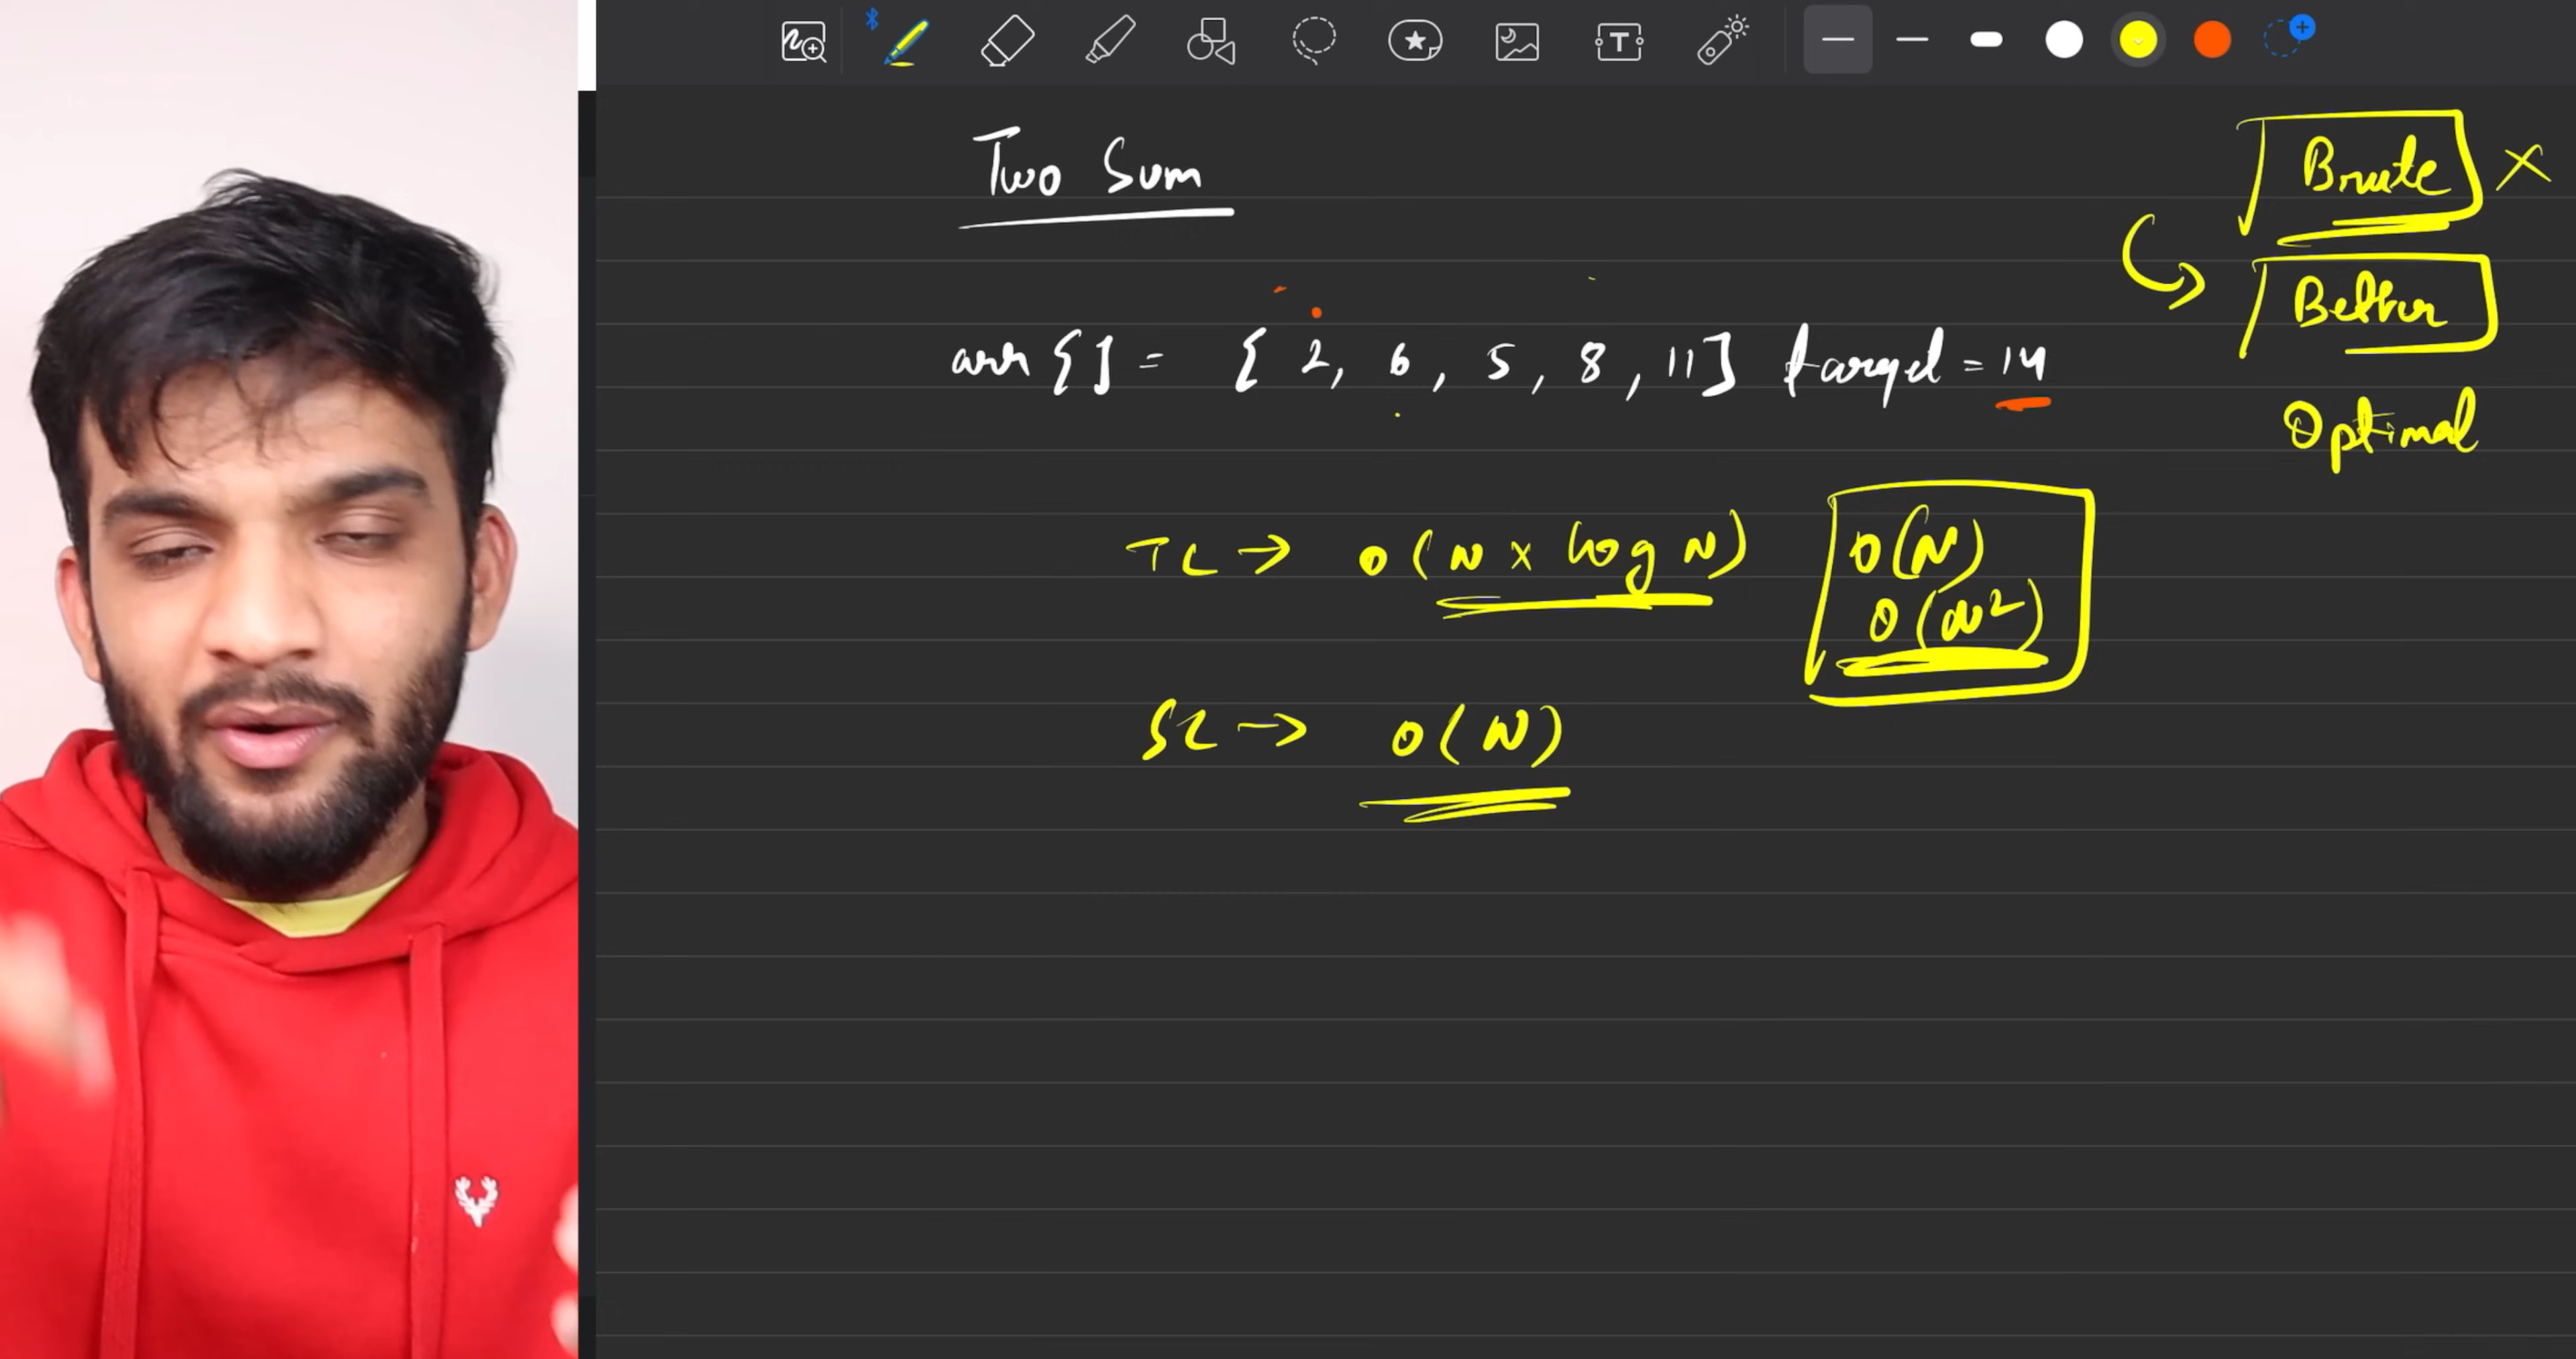 Two Sum
arr [] = [ 2, 6, 5, 8, 11] target = 14
TC → O(N x log N)
O(N)
O(N²)
SC → O(N)
Brute X
Better
Optimal
T